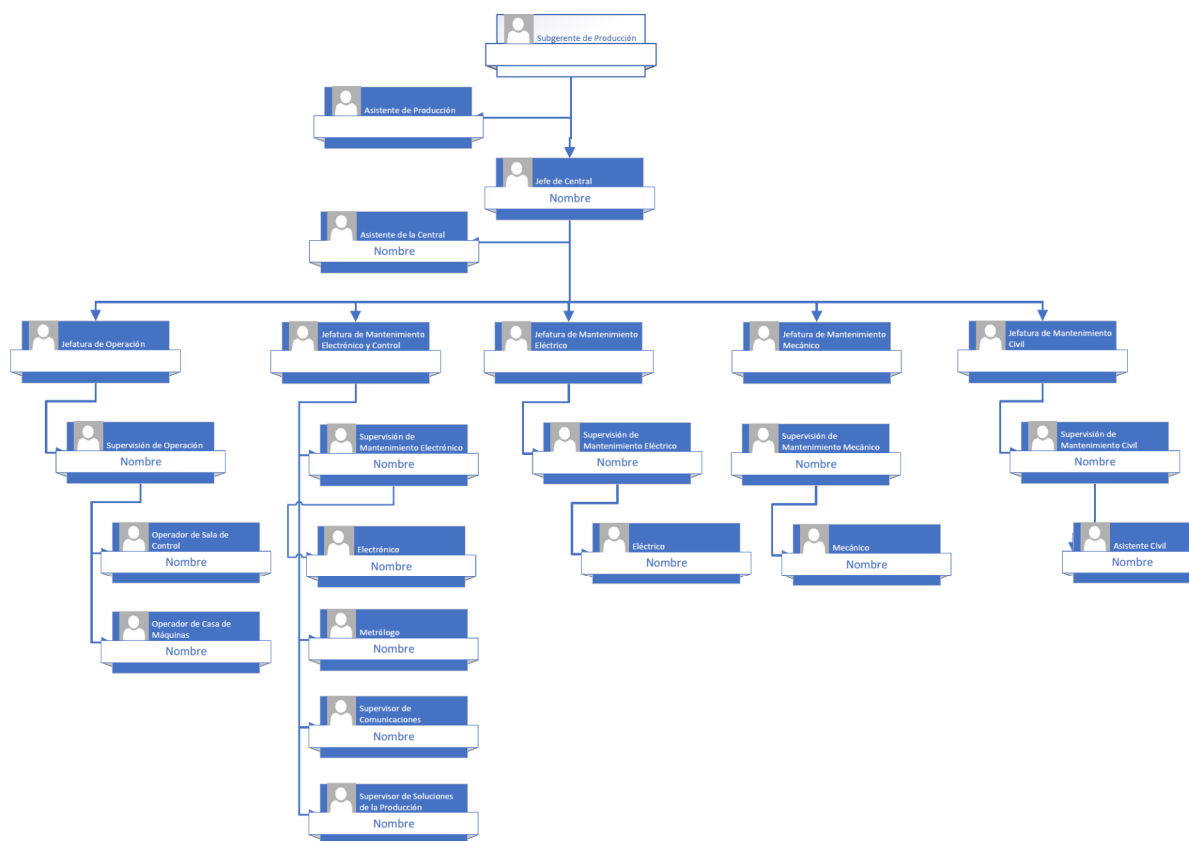 Subgerente de Producción
Asistente de Producción
Jefe de Central
Nombre
Asistente de la Central
Nombre
Jefatura de Operación
Jefatura de Mantenimiento
Electrónico y Control
Jefatura de Mantenimiento
Eléctrico
Jefatura de Mantenimiento
Mecánico
Jefatura de Mantenimiento
Civil
Supervisión de Operación
Nombre
Supervisión de
Mantenimiento Electrónico
Nombre
Supervisión de
Mantenimiento Eléctrico
Nombre
Supervisión de
Mantenimiento Mecánico
Nombre
Supervisión de
Mantenimiento Civil
Nombre
Operador de Sala de
Control
Nombre
Electrónico
Nombre
Eléctrico
Nombre
Mecánico
Nombre
Asistente Civil
Nombre
Operador de Casa de
Máquinas
Nombre
Metrólogo
Nombre
Supervisor de
Comunicaciones
Nombre
Supervisor de Soluciones
de la Producción
Nombre